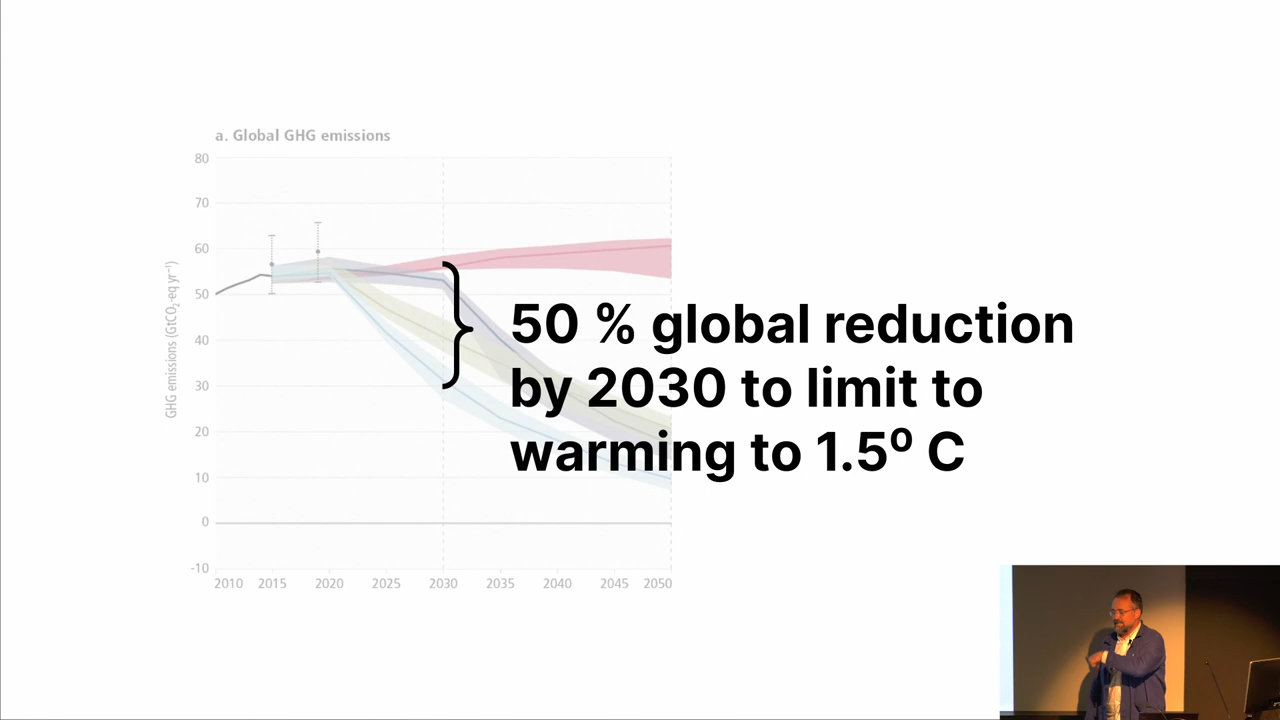 a. Global GHG emissions
GHG emissions (GtCO₂-eq yr⁻¹)
80
70
60
50
40
30
20
10
0
-10
2010 2015 2020 2025 2030 2035 2040 2045 2050
50 % global reduction
by 2030 to limit to
warming to 1.5º C